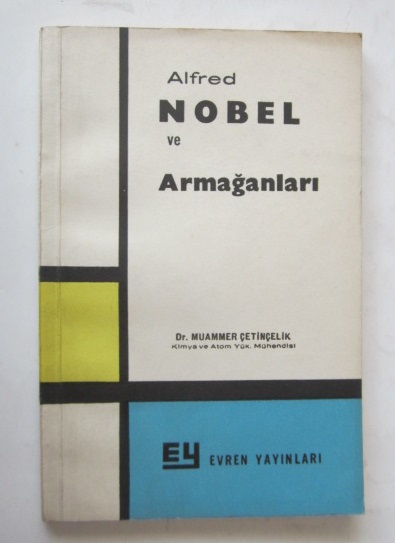 Alfred
NOBEL
ve
Armağanları
Dr. MUAMMER ÇETİNÇELİK
Kimya ve Atom Yük. Mühendisi
EY EVREN YAYINLARI